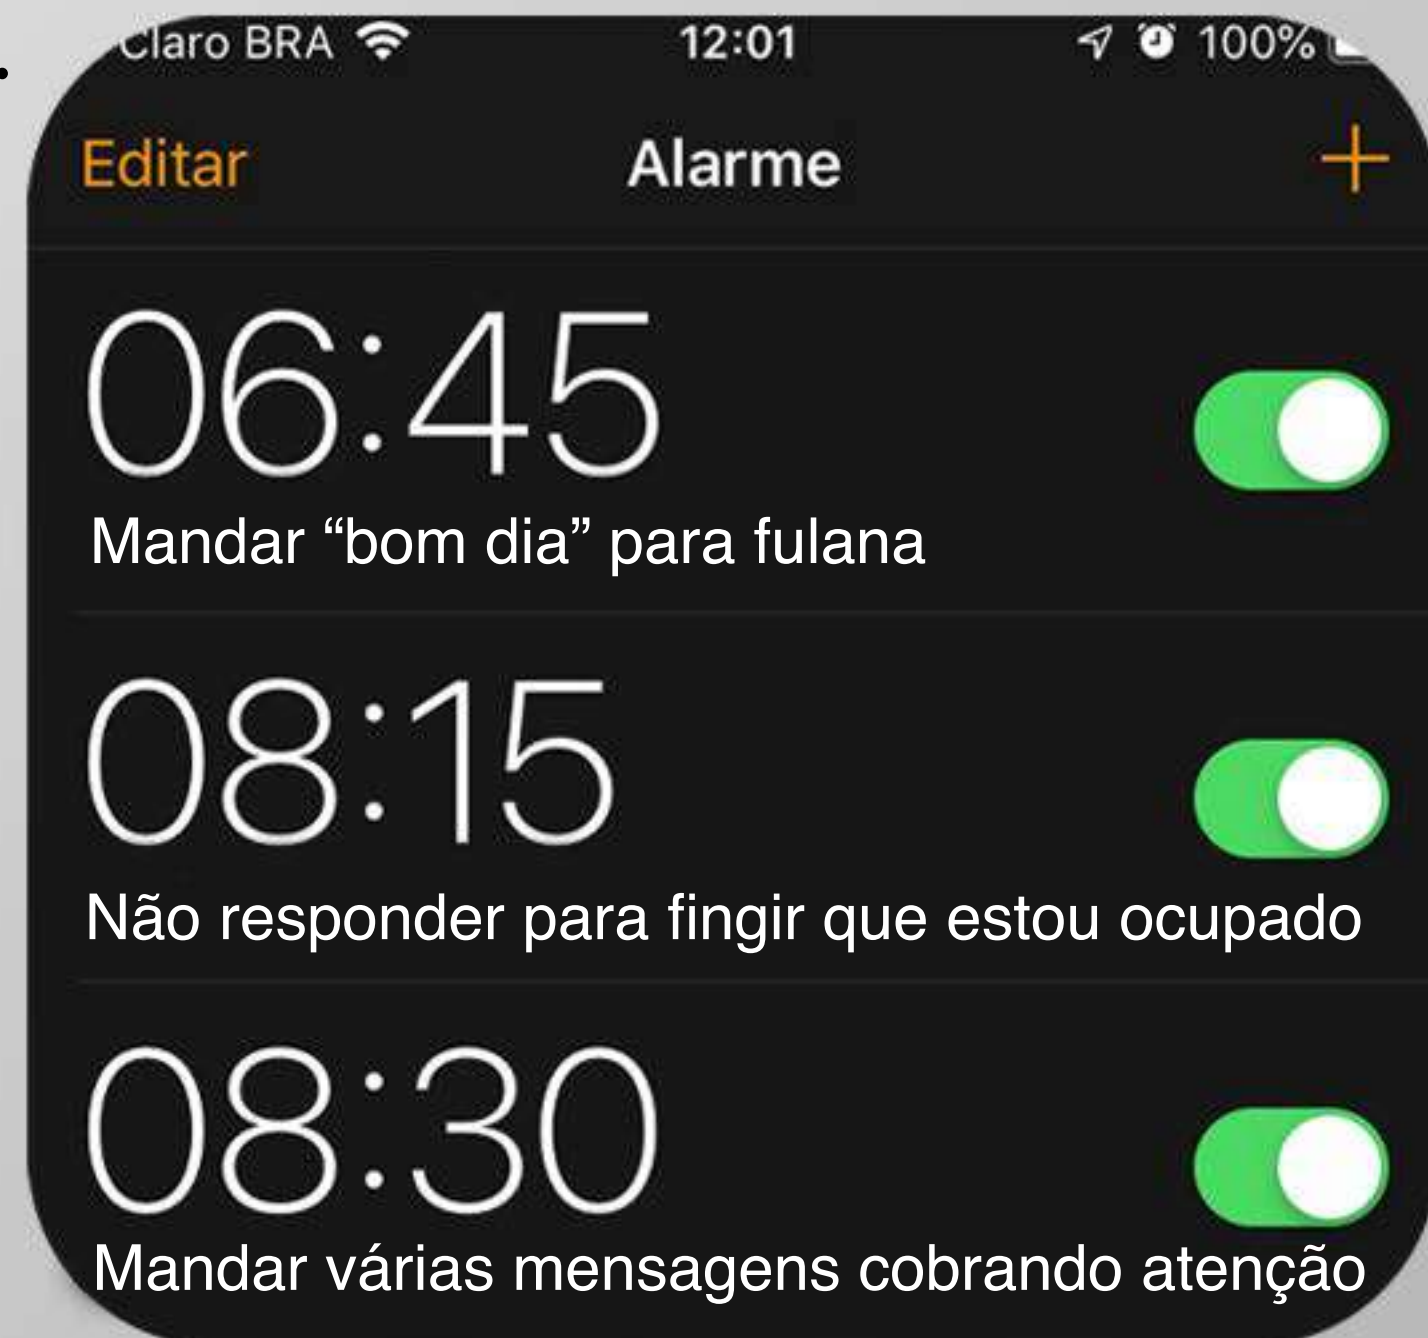 Claro BRA 12:01 100%
Editar Alarme +
06:45
Mandar “bom dia” para fulana
08:15
Não responder para fingir que estou ocupado
08:30
Mandar várias mensagens cobrando atenção